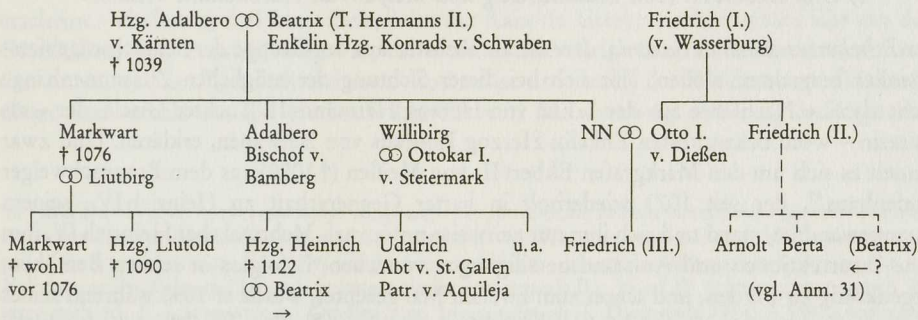 Hzg. Adalbero ⚭ Beatrix (T. Hermanns II.) Friedrich (I.)
v. Kärnten Enkelin Hzg. Konrads v. Schwaben (v. Wasserburg)
† 1039
Markwart Adalbero Willibirg NN ⚭ Otto I. Friedrich (II.)
† 1076 Bischof v. ⚭ Ottokar I. v. Dießen
⚭ Liutbirg Bamberg v. Steiermark
Markwart Hzg. Liutold Hzg. Heinrich Udalrich Friedrich (III.) Arnolt Berta (Beatrix)
† wohl † 1090 † 1122 Abt v. St. Gallen ← ?
vor 1076 ⚭ Beatrix Patr. v. Aquileja (vgl. Anm. 31)
→